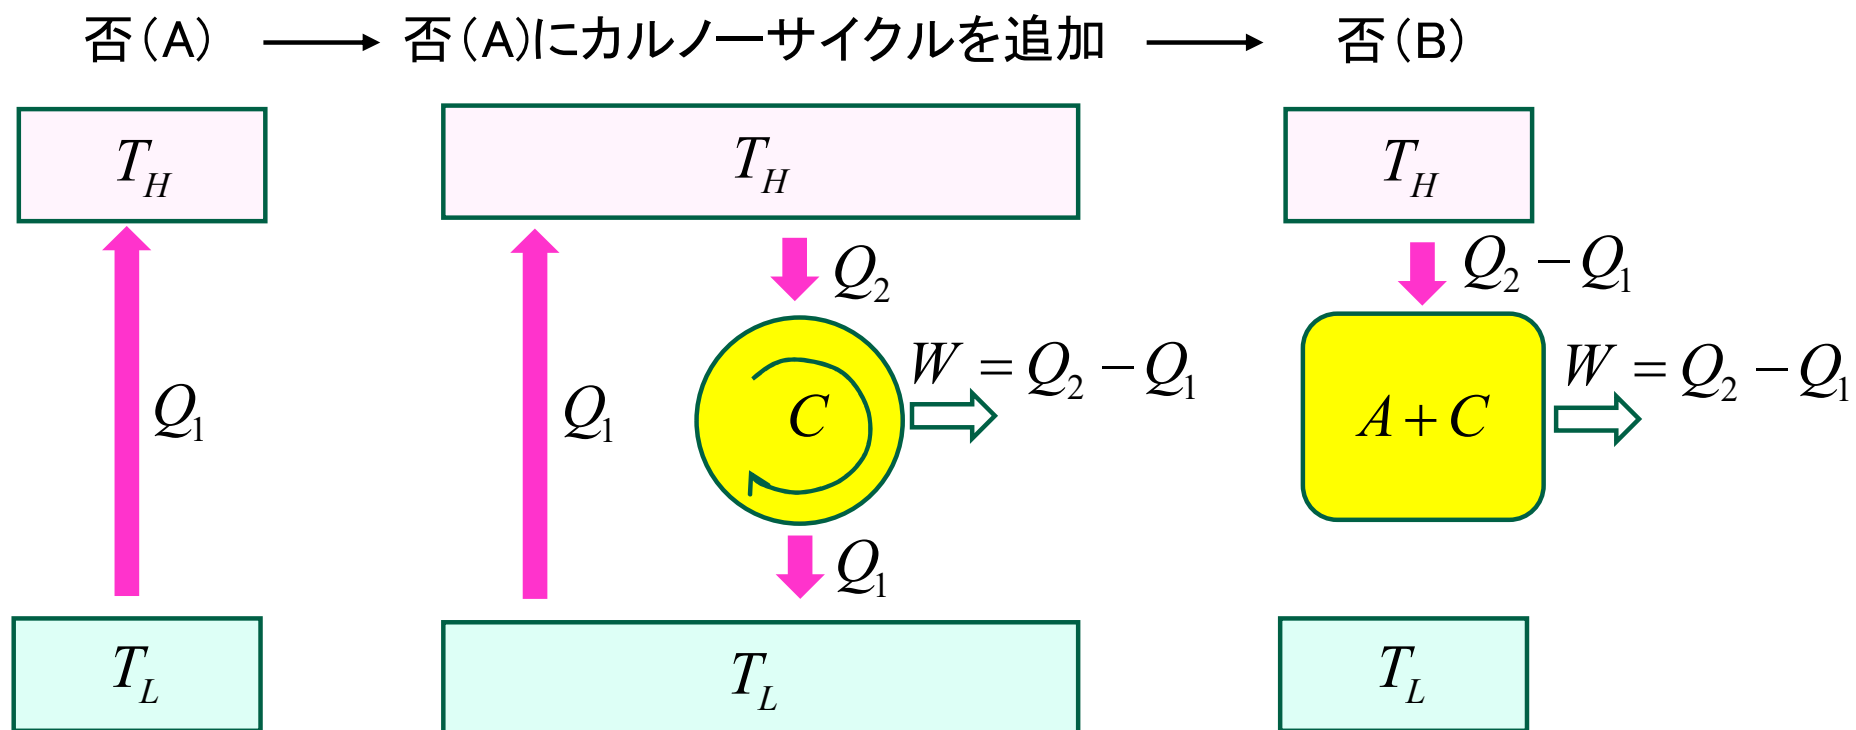 否(A) → 否(A)にカルノーサイクルを追加 → 否(B)
T_H T_H T_H
Q_2 Q_2 − Q_1
W = Q_2 − Q_1 W = Q_2 − Q_1
Q_1 Q_1 C A + C
Q_1
T_L T_L T_L